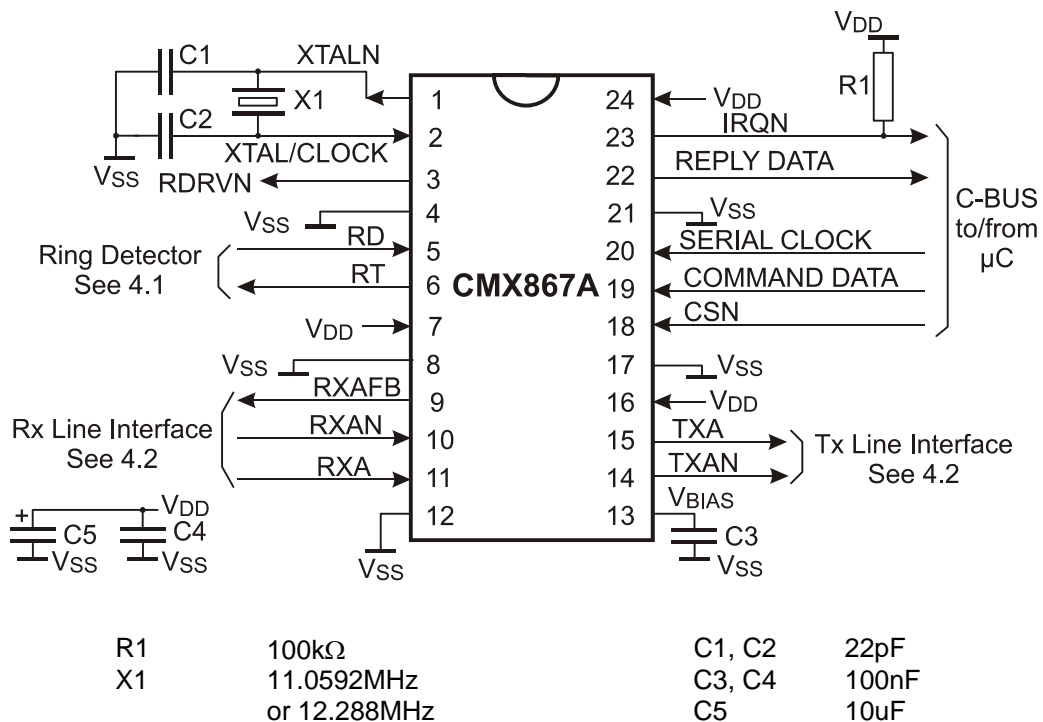 C1
XTALN
X1
C2
XTAL/CLOCK
VSS
RDRVN
VSS
RD
Ring Detector
See 4.1
RT
VDD
VSS
RXAFB
Rx Line Interface
See 4.2
RXAN
RXA
+
VDD
C5
C4
VSS
VSS
VSS
1
2
3
4
5
6
7
8
9
10
11
12
CMX867A
24
23
22
21
20
19
18
17
16
15
14
13
VDD
R1
VDD
IRQN
REPLY DATA
VSS
SERIAL CLOCK
COMMAND DATA
CSN
C-BUS
to/from
µC
VSS
VDD
TXA
TXAN
Tx Line Interface
See 4.2
VBIAS
C3
VSS
R1 100kΩ C1, C2 22pF
X1 11.0592MHz C3, C4 100nF
or 12.288MHz C5 10uF